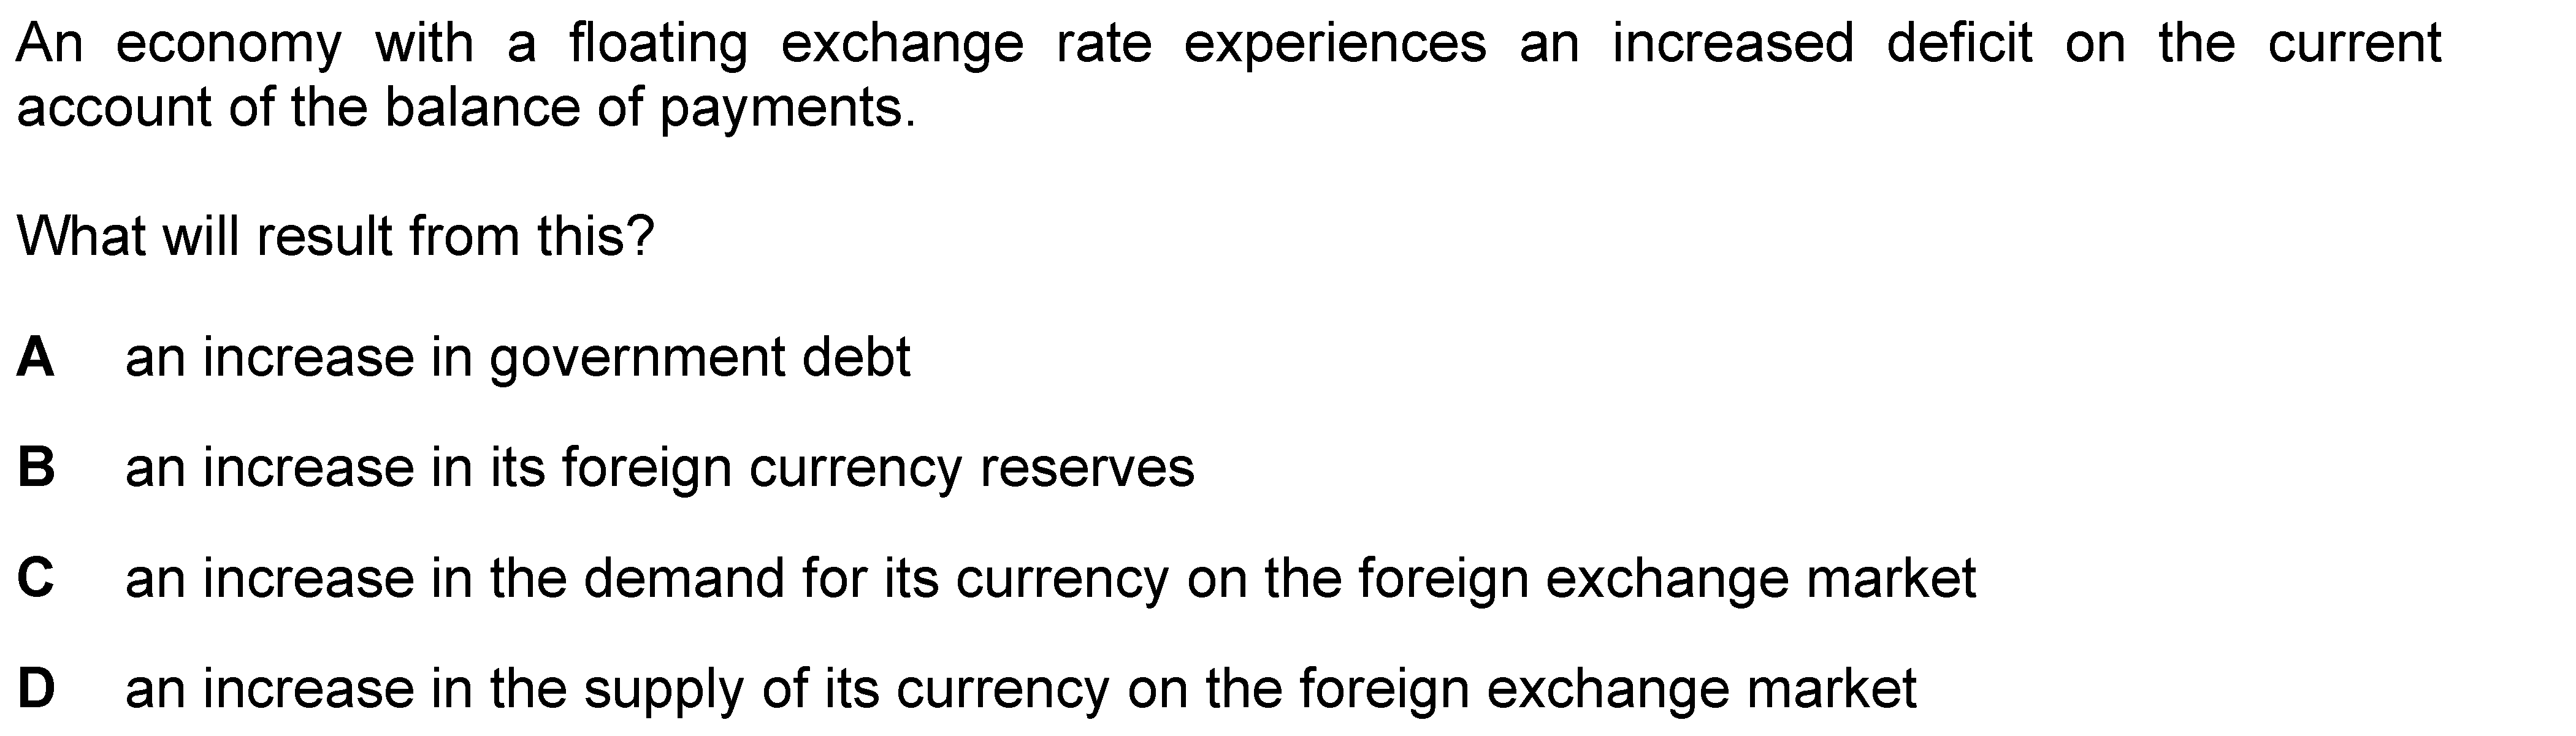 An economy with a floating exchange rate experiences an increased deficit on the current
account of the balance of payments.
What will result from this?
A an increase in government debt
B an increase in its foreign currency reserves
C an increase in the demand for its currency on the foreign exchange market
D an increase in the supply of its currency on the foreign exchange market